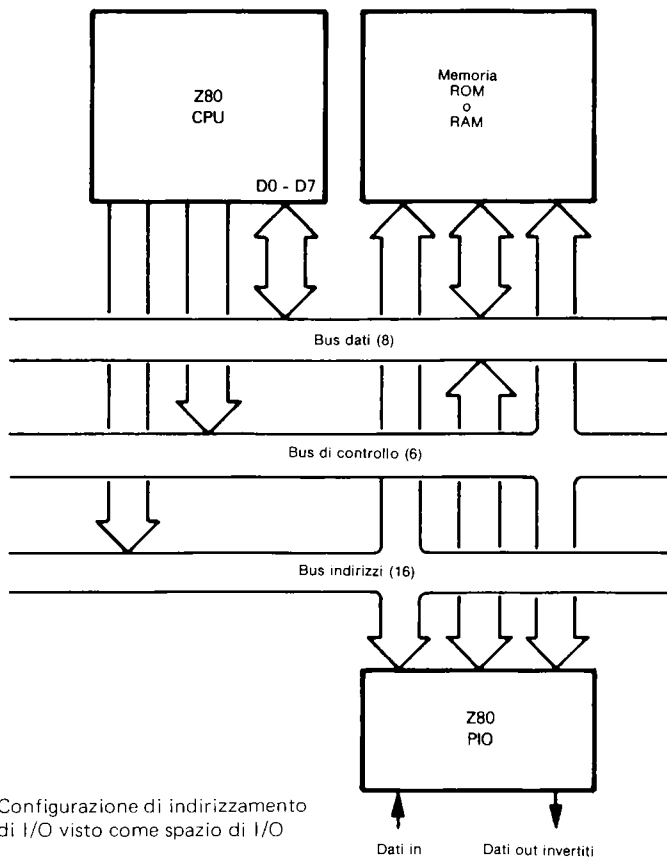 Z80
CPU
D0 - D7
Memoria
ROM
o
RAM
Bus dati (8)
Bus di controllo (6)
Bus indirizzi (16)
Z80
PIO
Configurazione di indirizzamento
di I/O visto come spazio di I/O
Dati in
Dati out invertiti